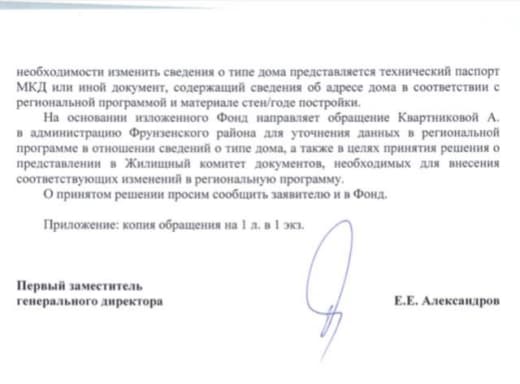 необходимости изменить сведения о типе дома представляется технический паспорт
МКД или иной документ, содержащий сведения об адресе дома в соответствии с
региональной программой и материале стен/годе постройки.
На основании изложенного Фонд направляет обращение Квартниковой А.
в администрацию Фрунзенского района для уточнения данных в региональной
программе в отношении сведений о типе дома, а также в целях принятия решения о
представлении в Жилищный комитет документов, необходимых для внесения
соответствующих изменений в региональную программу.
О принятом решении просим сообщить заявителю и в Фонд.
Приложение: копия обращения на 1 л. в 1 экз.
Первый заместитель
генерального директора
Е.Е. Александров